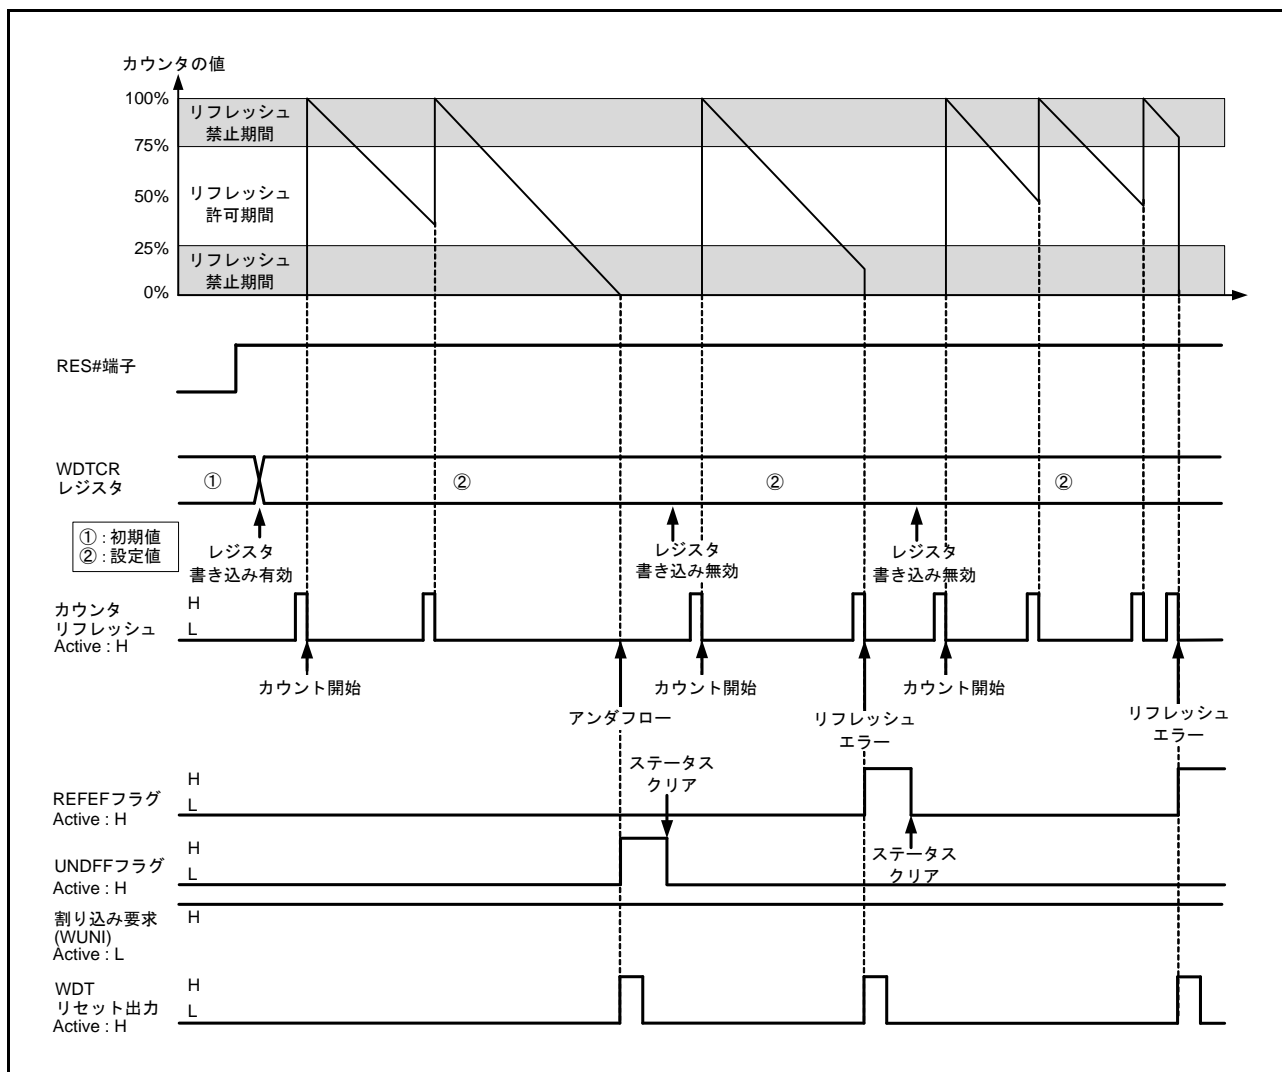 カウンタの値
100%
リフレッシュ
禁止期間
75%
50%
リフレッシュ
許可期間
25%
リフレッシュ
禁止期間
0%
RES#端子
WDTCR
レジスタ
①
②
②
②
①：初期値
②：設定値
レジスタ
書き込み有効
レジスタ
書き込み無効
レジスタ
書き込み無効
カウンタ
リフレッシュ
Active : H
H
L
カウント開始
カウント開始
カウント開始
アンダフロー
リフレッシュ
エラー
リフレッシュ
エラー
ステータス
クリア
REFEFフラグ
Active : H
H
L
ステータス
クリア
UNDFFフラグ
Active : H
H
L
割り込み要求
(WUNI)
Active : L
H
WDT
リセット出力
Active : H
H
L